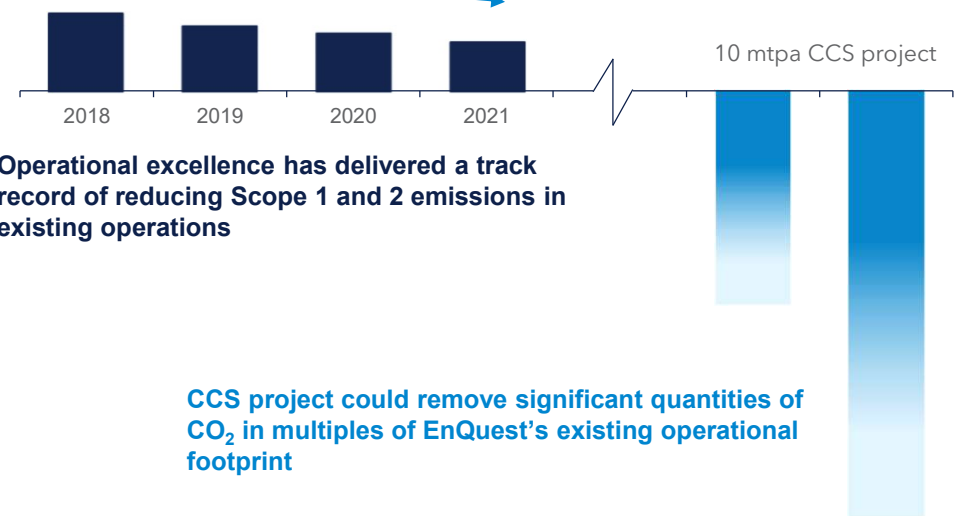 10 mtpa CCS project
2018 2019 2020 2021
Operational excellence has delivered a track
record of reducing Scope 1 and 2 emissions in
existing operations
CCS project could remove significant quantities of
CO₂ in multiples of EnQuest's existing operational
footprint